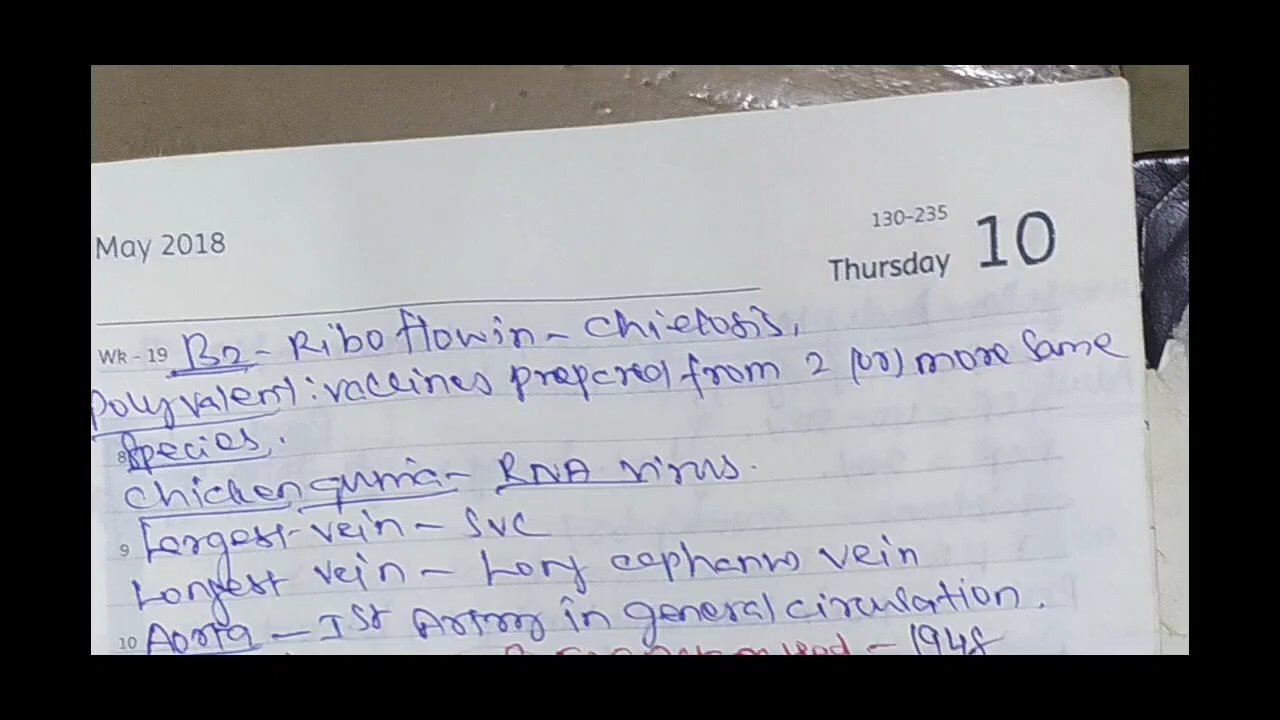 May 2018
130-235
Thursday 10
Wk - 19 B2 - Riboflowin - Chielosis,
Polyvalent : vaccines prepared from 2 (or) more Same
8 Species.
Chickengunia - RNA virus.
9 Largest vein - SVC
Longest vein - Long saphanus vein
10 Aorta - Ist Artery in general circulation.
- 1948